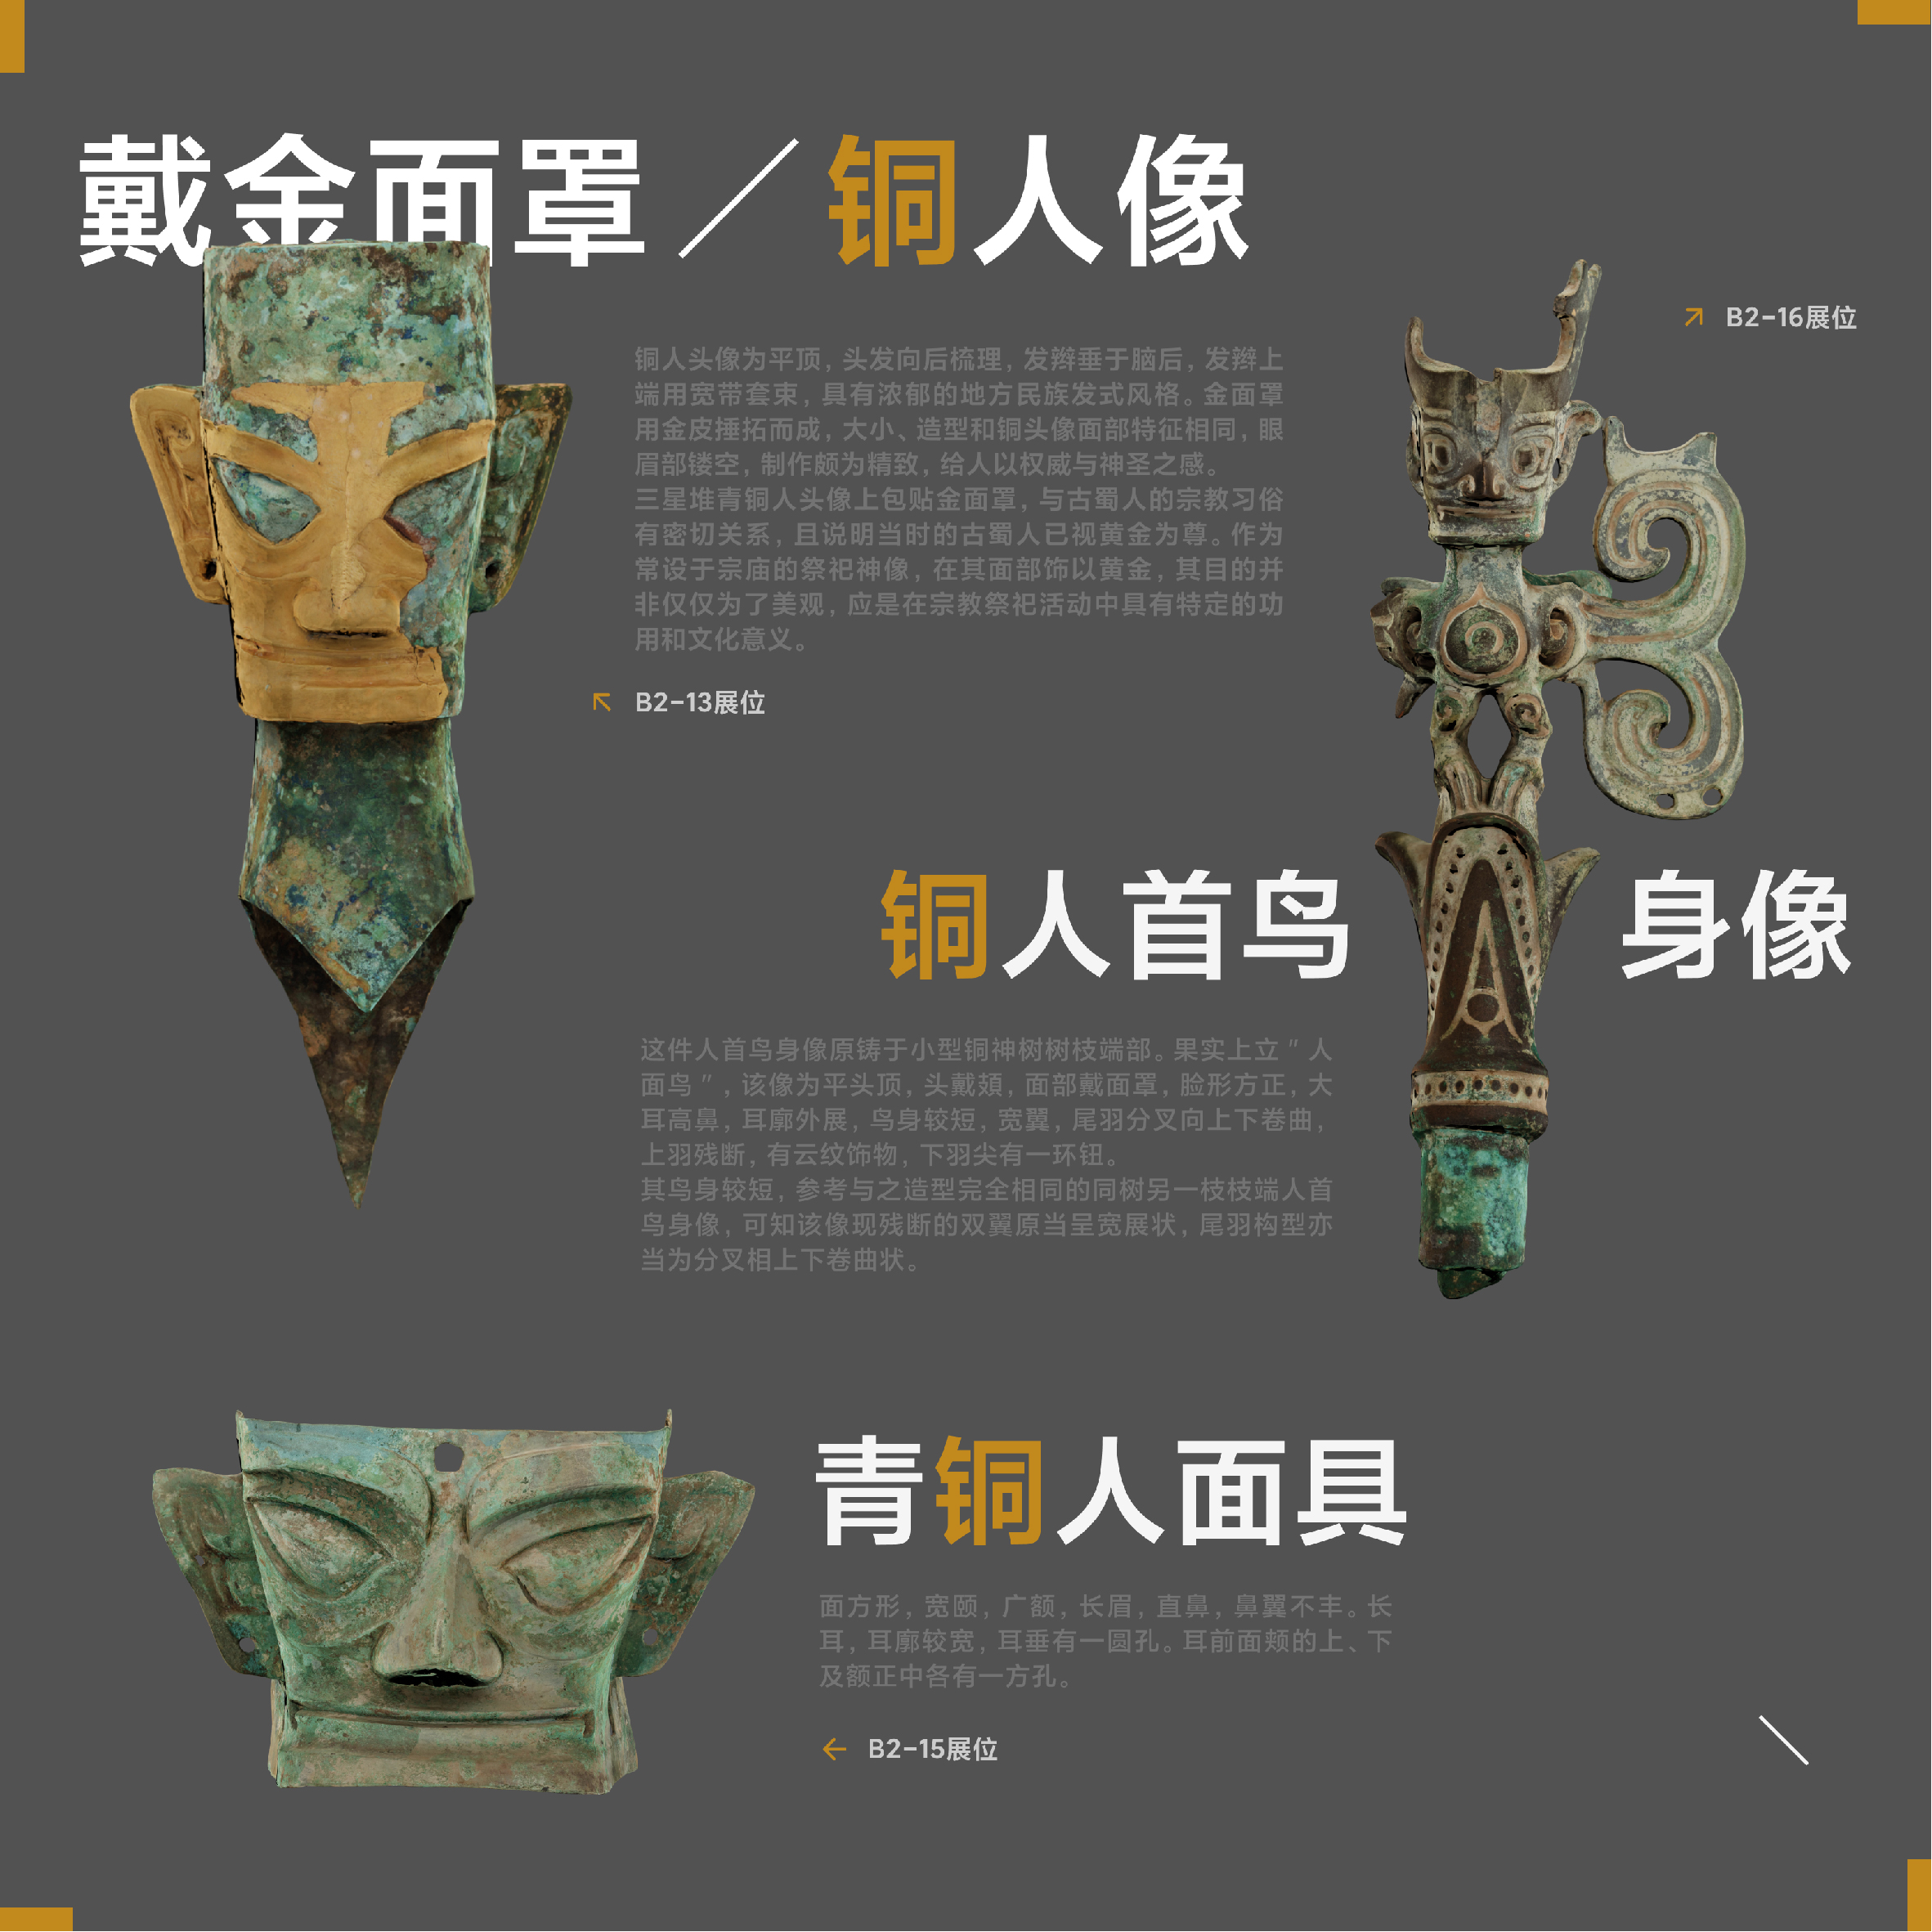 戴金面罩／铜人像
铜人头像为平顶，头发向后梳理，发辫垂于脑后，发辫上
端用宽带套束，具有浓郁的地方民族发式风格。金面罩
用金皮捶拓而成，大小、造型和铜头像面部特征相同，眼
眉部镂空，制作颇为精致，给人以权威与神圣之感。
三星堆青铜人头像上包贴金面罩，与古蜀人的宗教习俗
有密切关系，且说明当时的古蜀人已视黄金为尊。作为
常设于宗庙的祭祀神像，在其面部饰以黄金，其目的并
非仅仅为了美观，应是在宗教祭祀活动中具有特定的功
用和文化意义。
B2-13展位
B2-16展位
铜人首鸟身像
这件人首鸟身像原铸于小型铜神树树枝端部。果实上立＂人
面鸟＂，该像为平头顶，头戴頍，面部戴面罩，脸形方正，大
耳高鼻，耳廓外展，鸟身较短，宽翼，尾羽分叉向上下卷曲，
上羽残断，有云纹饰物，下羽尖有一环钮。
其鸟身较短，参考与之造型完全相同的同树另一枝枝端人首
鸟身像，可知该像现残断的双翼原当呈宽展状，尾羽构型亦
当为分叉相上下卷曲状。
青铜人面具
面方形，宽颐，广额，长眉，直鼻，鼻翼不丰。长
耳，耳廓较宽，耳垂有一圆孔。耳前面颊的上、下
及额正中各有一方孔。
B2-15展位